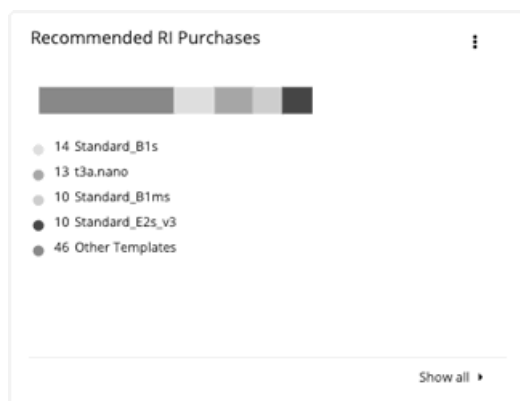 Recommended RI Purchases
14 Standard_B1s
13 t3a.nano
10 Standard_B1ms
10 Standard_E2s_v3
46 Other Templates
Show all